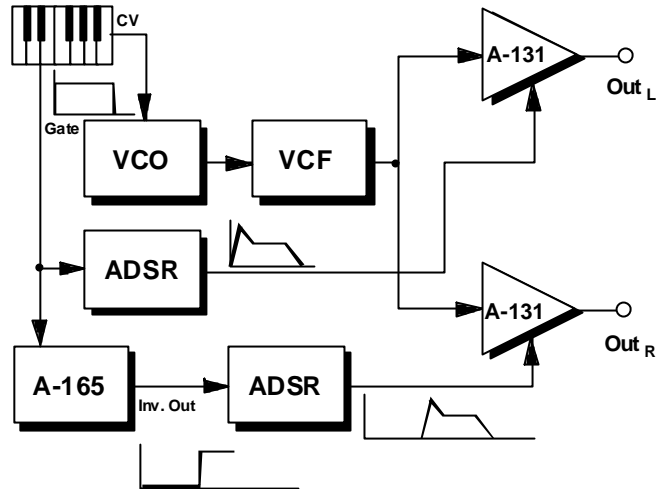 CV
A-131
Out L
Gate
VCO
VCF
ADSR
A-131
Out R
A-165
Inv. Out
ADSR